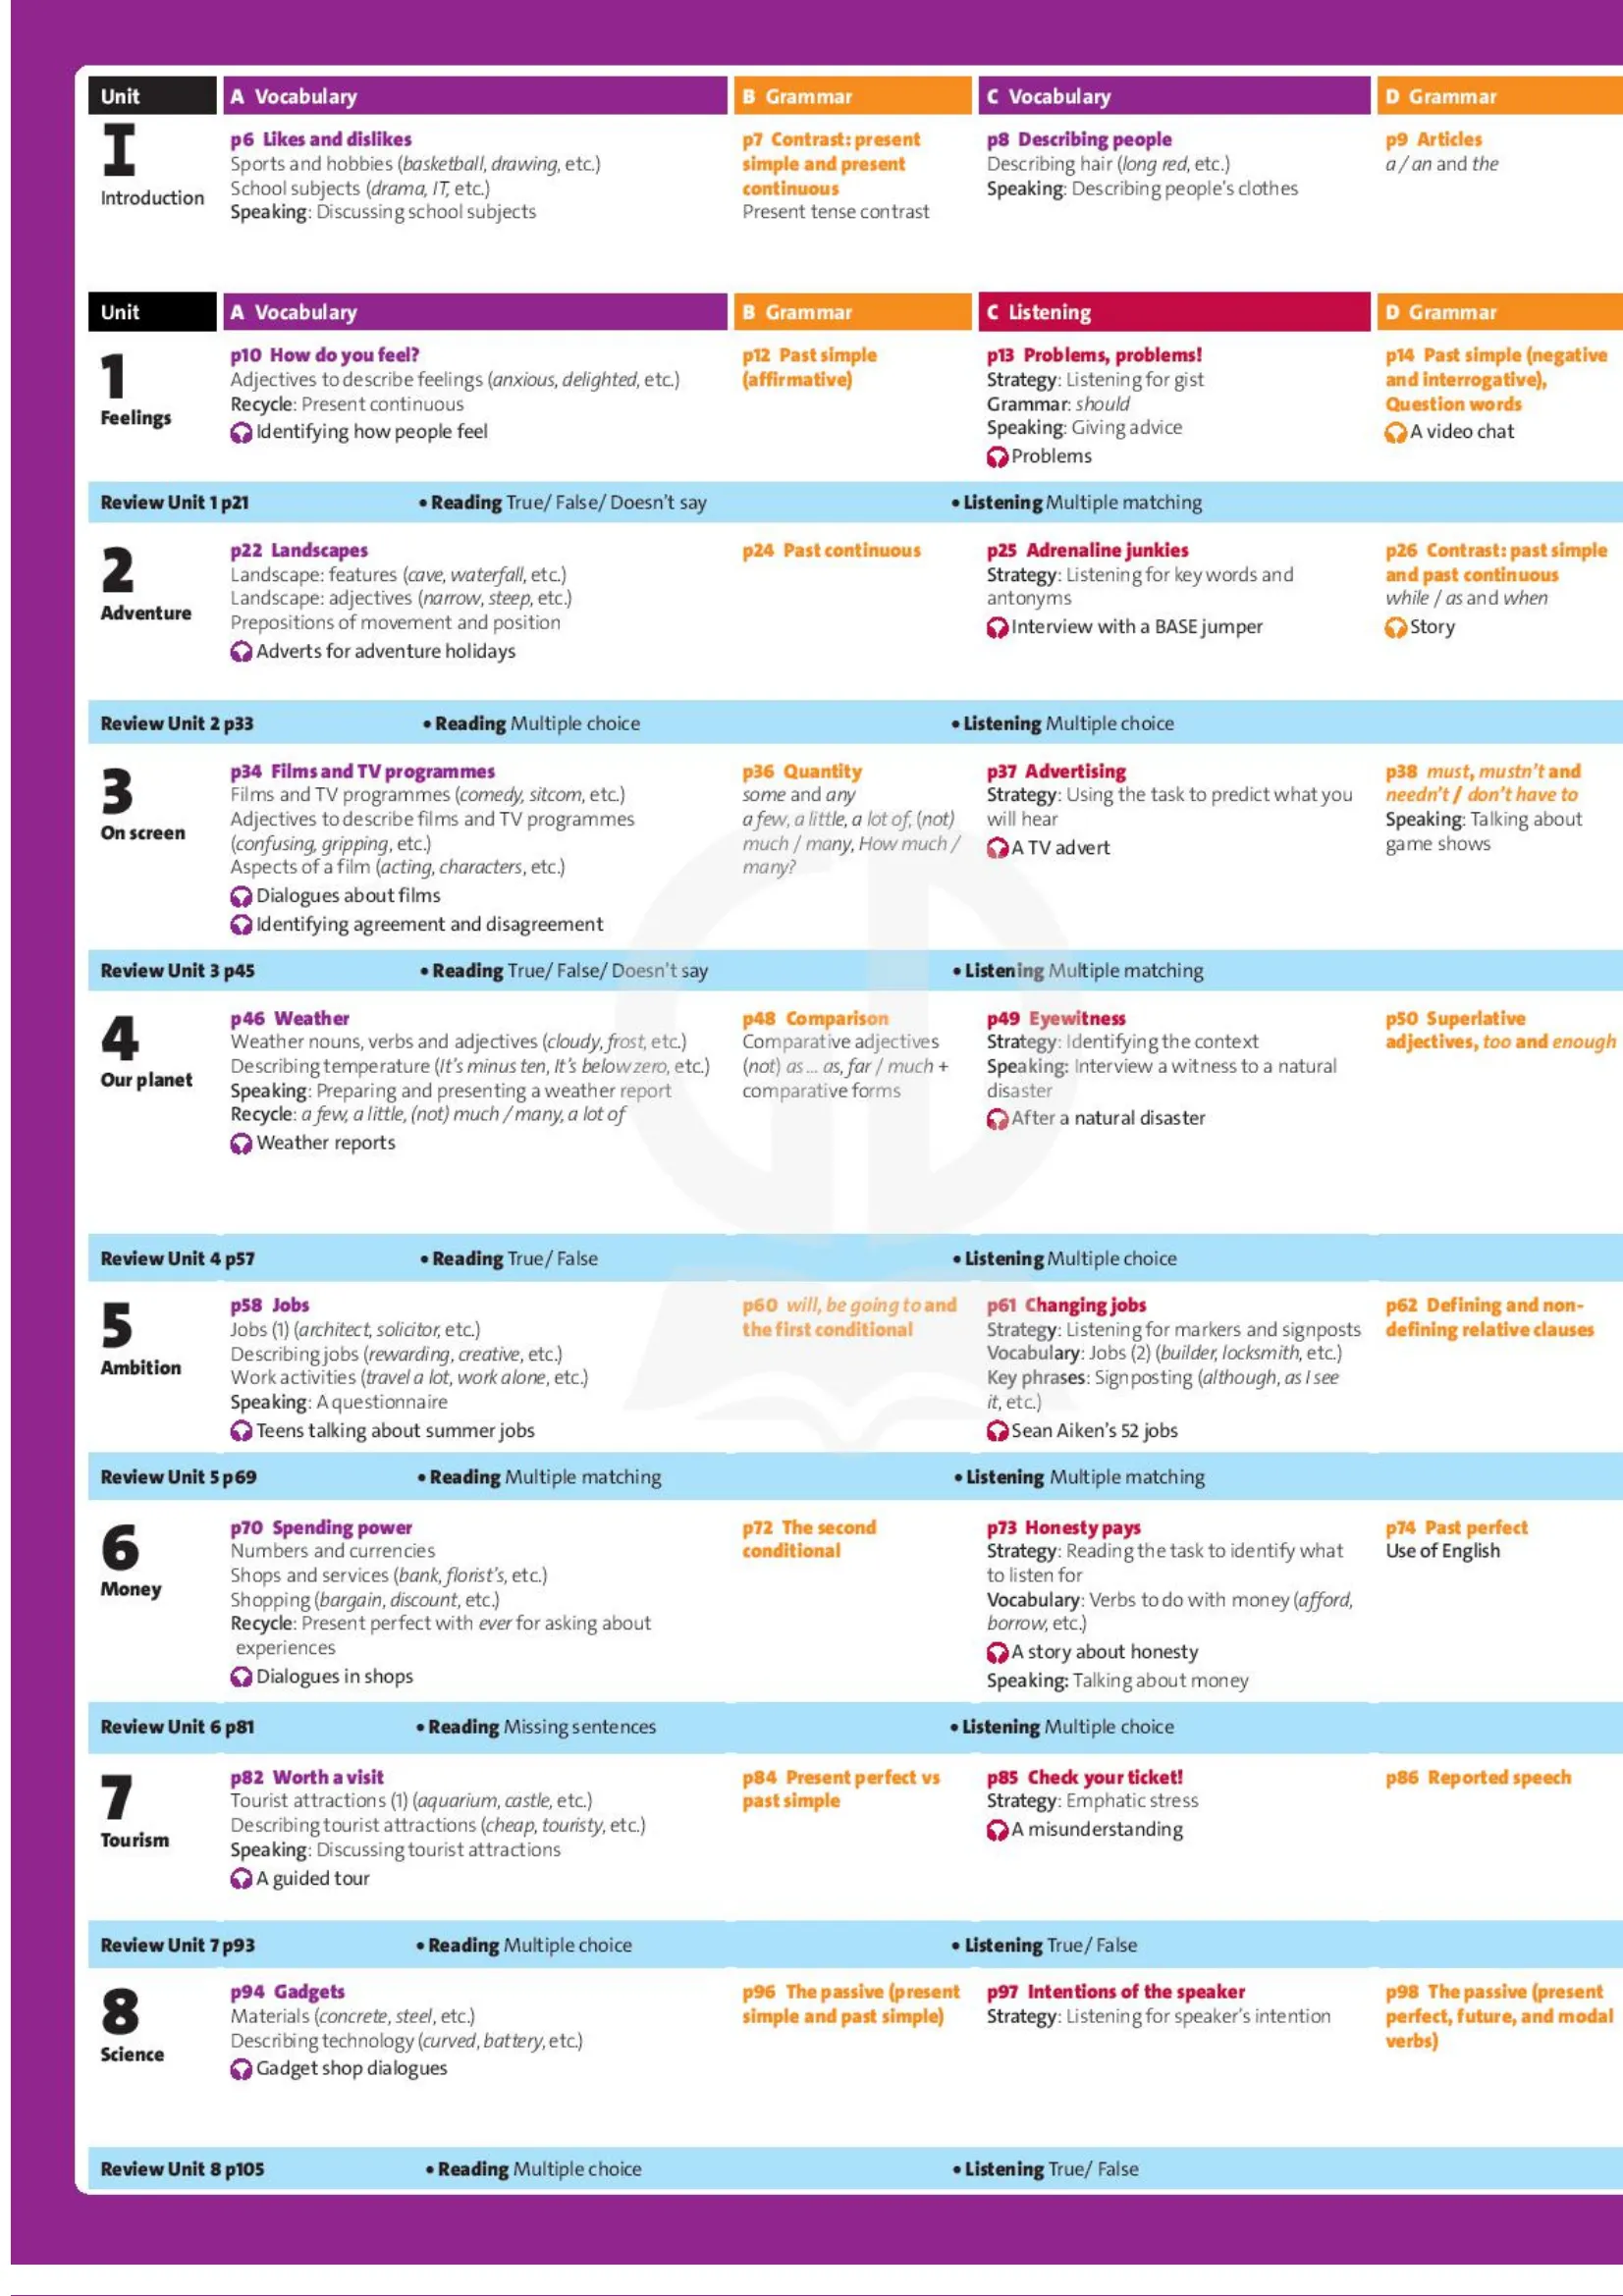 Unit
A Vocabulary
B Grammar
C Vocabulary
D Grammar
I
Introduction
p6 Likes and dislikes
Sports and hobbies (basketball, drawing, etc.)
School subjects (drama, IT, etc.)
Speaking: Discussing school subjects
p7 Contrast: present
simple and present
continuous
Present tense contrast
p8 Describing people
Describing hair (long red, etc.)
Speaking: Describing people's clothes
p9 Articles
a / an and the
Unit
A Vocabulary
B Grammar
C Listening
D Grammar
1
Feelings
p10 How do you feel?
Adjectives to describe feelings (anxious, delighted, etc.)
Recycle: Present continuous
Identifying how people feel
p12 Past simple
(affirmative)
p13 Problems, problems!
Strategy: Listening for gist
Grammar: should
Speaking: Giving advice
Problems
p14 Past simple (negative
and interrogative),
Question words
A video chat
Review Unit 1 p21
• Reading True/ False/ Doesn't say
• Listening Multiple matching
2
Adventure
p22 Landscapes
Landscape: features (cave, waterfall, etc.)
Landscape: adjectives (narrow, steep, etc.)
Prepositions of movement and position
Adverts for adventure holidays
p24 Past continuous
p25 Adrenaline junkies
Strategy: Listening for key words and
antonyms
Interview with a BASE jumper
p26 Contrast: past simple
and past continuous
while / as and when
Story
Review Unit 2 p33
• Reading Multiple choice
• Listening Multiple choice
3
On screen
p34 Films and TV programmes
Films and TV programmes (comedy, sitcom, etc.)
Adjectives to describe films and TV programmes
(confusing, gripping, etc.)
Aspects of a film (acting, characters, etc.)
Dialogues about films
Identifying agreement and disagreement
p36 Quantity
some and any
a few, a little, a lot of, (not)
much / many, How much /
many?
p37 Advertising
Strategy: Using the task to predict what you
will hear
A TV advert
p38 must, mustn't and
needn't / don't have to
Speaking: Talking about
game shows
Review Unit 3 p45
• Reading True/ False/ Doesn't say
• Listening Multiple matching
4
Our planet
p46 Weather
Weather nouns, verbs and adjectives (cloudy, frost, etc.)
Describing temperature (It's minus ten, It's below zero, etc.)
Speaking: Preparing and presenting a weather report
Recycle: a few, a little, (not) much / many, a lot of
Weather reports
p48 Comparison
Comparative adjectives
(not) as ... as, far / much +
comparative forms
p49 Eyewitness
Strategy: Identifying the context
Speaking: Interview a witness to a natural
disaster
After a natural disaster
p50 Superlative
adjectives, too and enough
Review Unit 4 p57
• Reading True/ False
• Listening Multiple choice
5
Ambition
p58 Jobs
Jobs (1) (architect, solicitor, etc.)
Describing jobs (rewarding, creative, etc.)
Work activities (travel a lot, work alone, etc.)
Speaking: A questionnaire
Teens talking about summer jobs
p60 will, be going to and
the first conditional
p61 Changing jobs
Strategy: Listening for markers and signposts
Vocabulary: Jobs (2) (builder, locksmith, etc.)
Key phrases: Signposting (although, as I see
it, etc.)
Sean Aiken's 52 jobs
p62 Defining and non-
defining relative clauses
Review Unit 5 p69
• Reading Multiple matching
• Listening Multiple matching
6
Money
p70 Spending power
Numbers and currencies
Shops and services (bank, florist's, etc.)
Shopping (bargain, discount, etc.)
Recycle: Present perfect with ever for asking about
experiences
Dialogues in shops
p72 The second
conditional
p73 Honesty pays
Strategy: Reading the task to identify what
to listen for
Vocabulary: Verbs to do with money (afford,
borrow, etc.)
A story about honesty
Speaking: Talking about money
p74 Past perfect
Use of English
Review Unit 6 p81
• Reading Missing sentences
• Listening Multiple choice
7
Tourism
p82 Worth a visit
Tourist attractions (1) (aquarium, castle, etc.)
Describing tourist attractions (cheap, touristy, etc.)
Speaking: Discussing tourist attractions
A guided tour
p84 Present perfect vs
past simple
p85 Check your ticket!
Strategy: Emphatic stress
A misunderstanding
p86 Reported speech
Review Unit 7 p93
• Reading Multiple choice
• Listening True/ False
8
Science
p94 Gadgets
Materials (concrete, steel, etc.)
Describing technology (curved, battery, etc.)
Gadget shop dialogues
p96 The passive (present
simple and past simple)
p97 Intentions of the speaker
Strategy: Listening for speaker's intention
p98 The passive (present
perfect, future, and modal
verbs)
Review Unit 8 p105
• Reading Multiple choice
• Listening True/ False